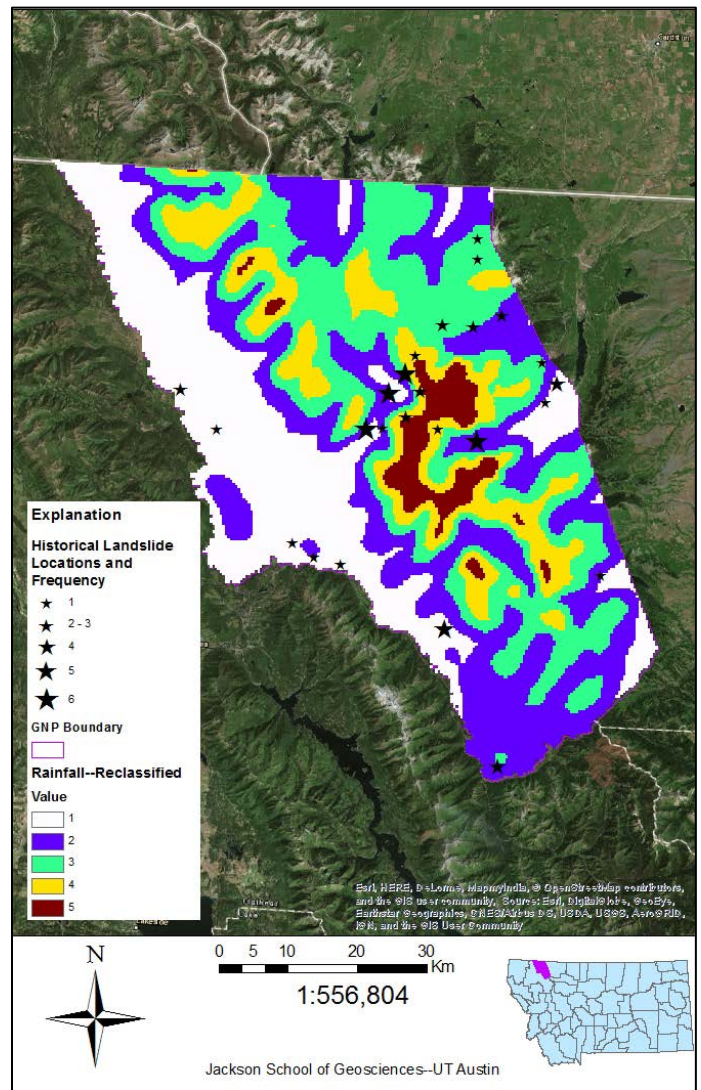 Explanation
Historical Landslide
Locations and
Frequency
1
2 - 3
4
5
6
GNP Boundary
Rainfall--Reclassified
Value
1
2
3
4
5
Esri, HERE, DeLorme, MapmyIndia, © OpenStreetMap contributors,
and the GIS user community, Source: Esri, DigitalGlobe, GeoEye,
Earthstar Geographics, CNES/Airbus DS, USDA, USGS, AeroGRID,
IGN, and the GIS User Community
N
0 5 10 20 30
Km
1:556,804
Jackson School of Geosciences--UT Austin